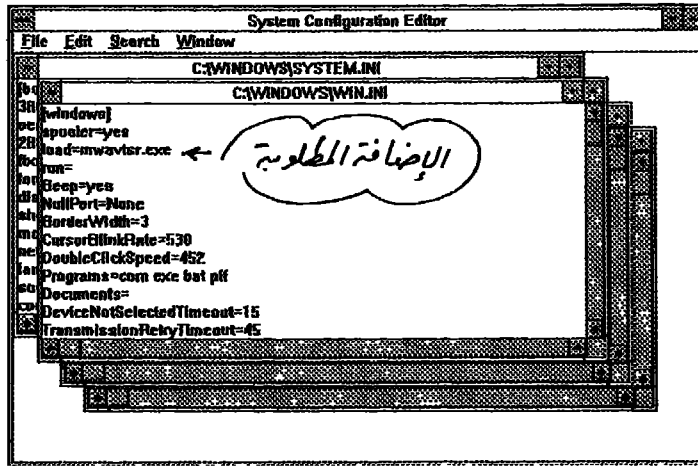 System Configuration Editor
File Edit Search Window
C:\WINDOWS\SYSTEM.INI
C:\WINDOWS\WIN.INI
[windows]
spooler=yes
load=mwavtsr.exe
الإضافة المطلوبة
run=
Beep=yes
NullPort=None
BorderWidth=3
CursorBlinkRate=530
DoubleClickSpeed=452
Programs=com exe bat pif
Documents=
DeviceNotSelectedTimeout=15
TransmissionRetryTimeout=45